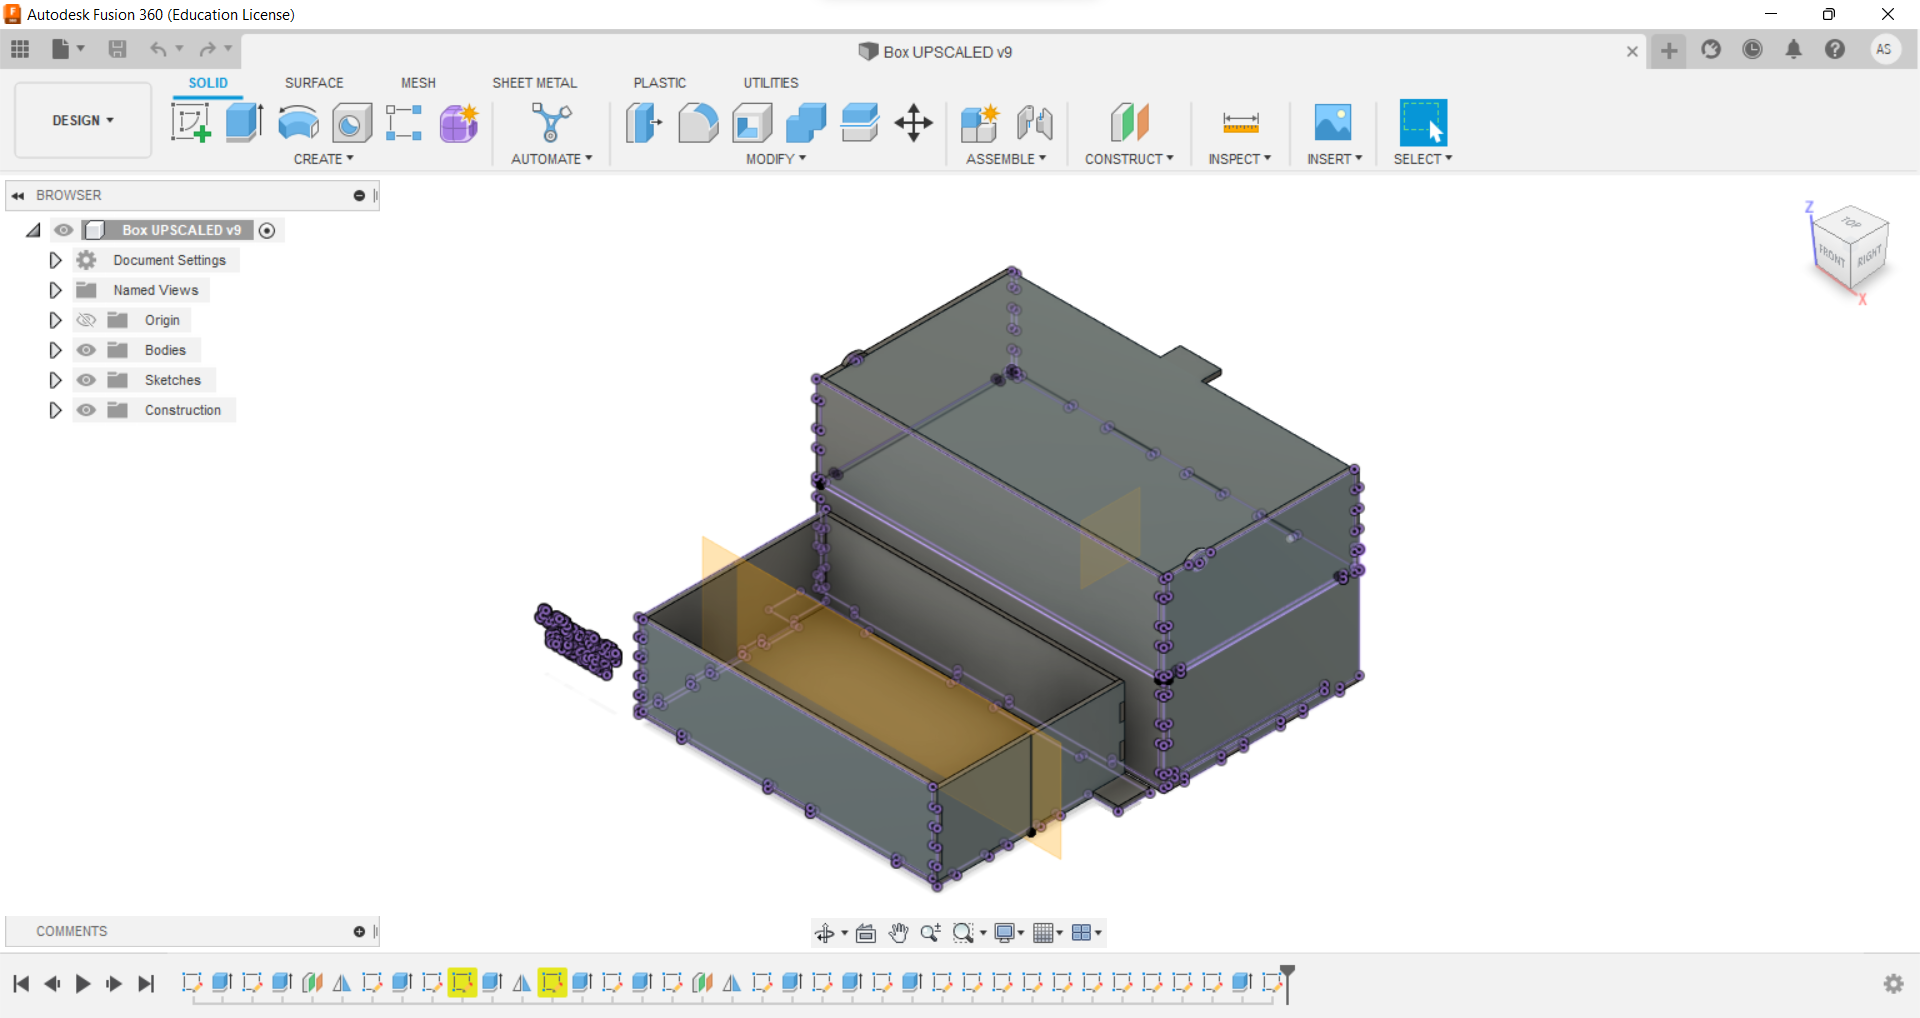 Autodesk Fusion 360 (Education License)
Box UPSCALED v9
AS
SOLID SURFACE MESH SHEET METAL PLASTIC UTILITIES
DESIGN
CREATE AUTOMATE MODIFY ASSEMBLE CONSTRUCT INSPECT INSERT SELECT
BROWSER
Box UPSCALED v9
Document Settings
Named Views
Origin
Bodies
Sketches
Construction
Z
TOP
FRONT
RIGHT
X
COMMENTS